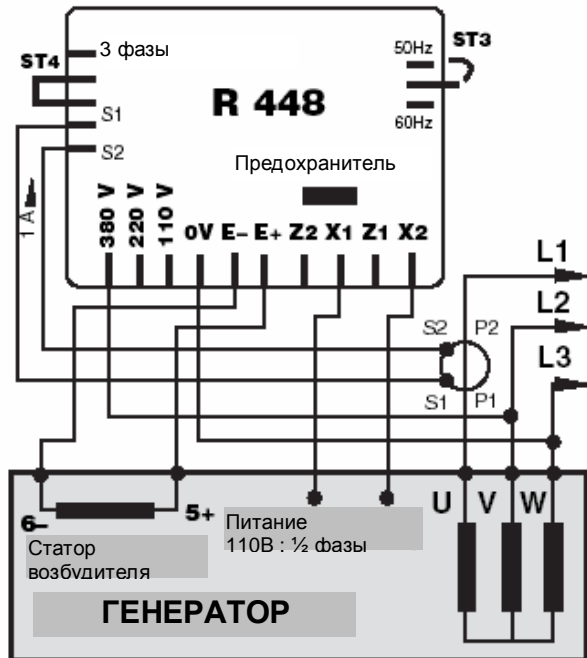 3 фазы
ST4
50Hz
ST3
S1
R 448
60Hz
S2
Предохранитель
1 A
380 V
220 V
110 V
0V E– E+ Z2 X1 Z1 X2
L1
S2 P2
L2
L3
S1 P1
6–
5+
Питание
110В : ½ фазы
U V W
Статор
возбудителя
ГЕНЕРАТОР